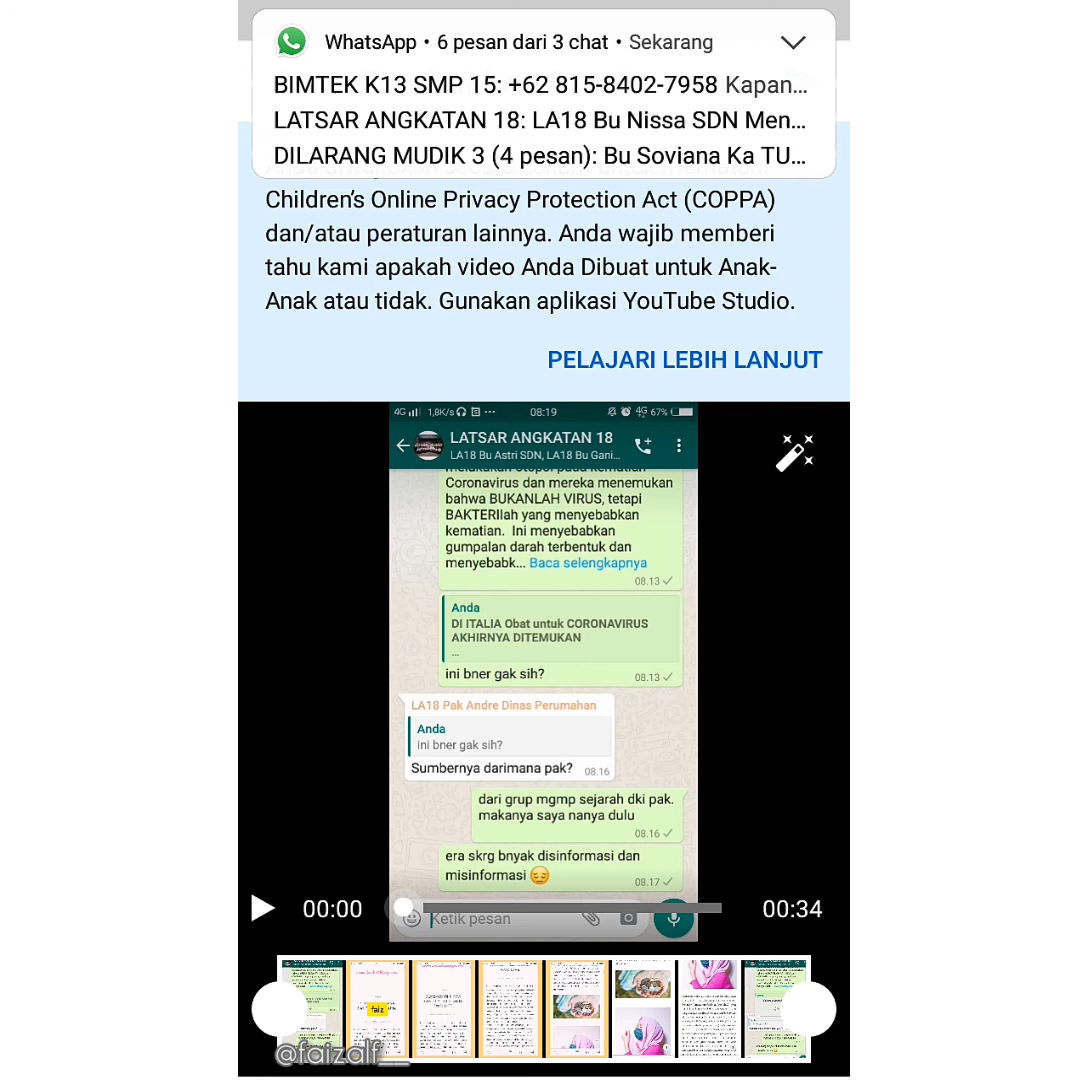 WhatsApp • 6 pesan dari 3 chat • Sekarang
BIMTEK K13 SMP 15: +62 815-8402-7958 Kapan...
LATSAR ANGKATAN 18: LA18 Bu Nissa SDN Men...
DILARANG MUDIK 3 (4 pesan): Bu Soviana Ka TU...
Children's Online Privacy Protection Act (COPPA)
dan/atau peraturan lainnya. Anda wajib memberi
tahu kami apakah video Anda Dibuat untuk Anak-
Anak atau tidak. Gunakan aplikasi YouTube Studio.
PELAJARI LEBIH LANJUT
4G 1,8K/s ... 08:19 4G 67%
LATSAR ANGKATAN 18
LA18 Bu Astri SDN, LA18 Bu Gani...
Coronavirus dan mereka menemukan
bahwa BUKANLAH VIRUS, tetapi
BAKTERIlah yang menyebabkan
kematian. Ini menyebabkan
gumpalan darah terbentuk dan
menyebabk... Baca selengkapnya
08.13
Anda
DI ITALIA Obat untuk CORONAVIRUS
AKHIRNYA DITEMUKAN
...
ini bner gak sih?
08.13
LA18 Pak Andre Dinas Perumahan
Anda
ini bner gak sih?
Sumbernya darimana pak?
08.16
dari grup mgmp sejarah dki pak.
makanya saya nanya dulu
08.16
era skrg bnyak disinformasi dan
misinformasi 😔
08.17
00:00
00:34
Ketik pesan
faiz
@faizalf__